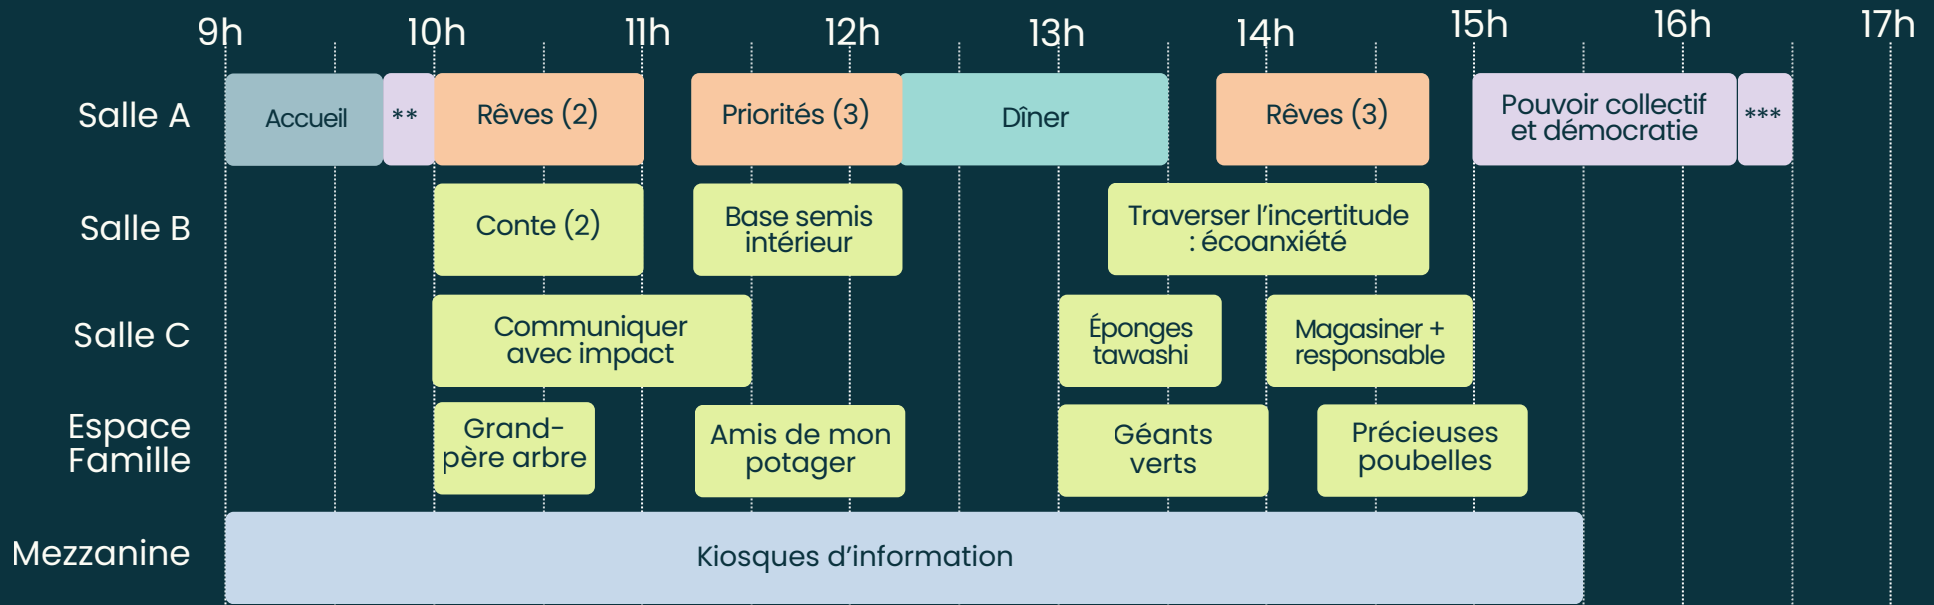 9h 10h 11h 12h 13h 14h 15h 16h 17h
Salle A
Accueil
**
Rêves (2)
Priorités (3)
Dîner
Rêves (3)
Pouvoir collectif
et démocratie
***
Salle B
Conte (2)
Base semis
intérieur
Traverser l’incertitude
: écoanxiété
Salle C
Communiquer
avec impact
Éponges
tawashi
Magasiner +
responsable
Espace
Famille
Grand-
père arbre
Amis de mon
potager
Géants
verts
Précieuses
poubelles
Mezzanine
Kiosques d’information